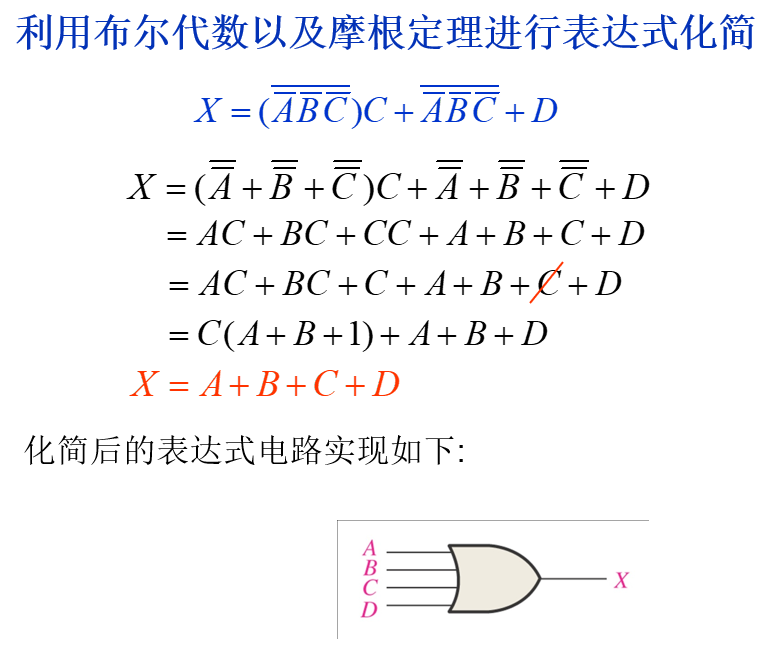 利用布尔代数以及摩根定理进行表达式化简
X = (\overline{\overline{A}\,\overline{B}\,\overline{C}})C + \overline{\overline{A}\,\overline{B}\,\overline{C}} + D
X = (\overline{\overline{A}} + \overline{\overline{B}} + \overline{\overline{C}})C + \overline{\overline{A}} + \overline{\overline{B}} + \overline{\overline{C}} + D
= AC + BC + CC + A + B + C + D
= AC + BC + C + A + B + C + D
= C(A + B + 1) + A + B + D
X = A + B + C + D
化简后的表达式电路实现如下:
A
B
C
D
X